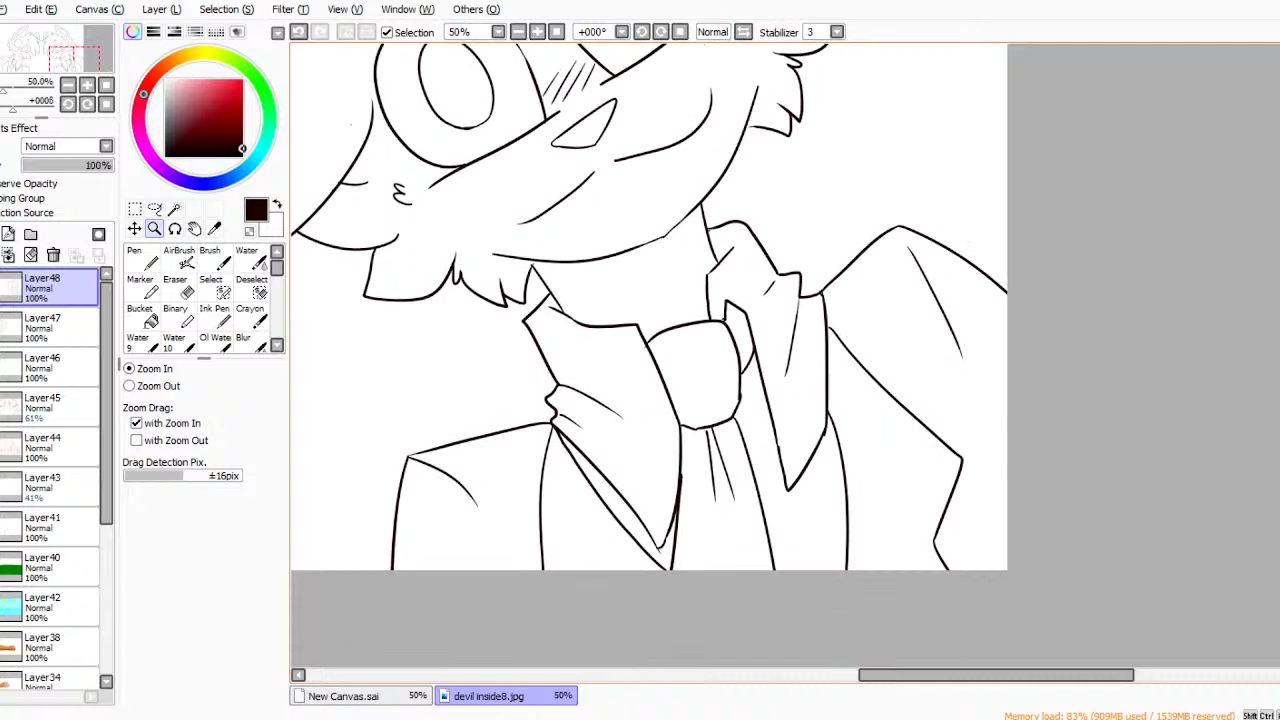 Edit (E) Canvas (C) Layer (L) Selection (S) Filter (T) View (V) Window (W) Others (O)
Selection 50% +000° Normal Stabilizer 3
50.0%
+000
ts Effect
Normal
100%
erve Opacity
ping Group
ction Source
Pen AirBrush Brush Water
Marker Eraser Select Deselect
Bucket Binary Ink Pen Crayon
Water 9 Water 10 Ol Water Blur
Layer48
Normal
100%
Layer47
Normal
100%
Layer46
Normal
100%
Layer45
Normal
61%
Layer44
Normal
100%
Layer43
Normal
41%
Layer41
Normal
100%
Layer40
Normal
100%
Layer42
Normal
100%
Layer38
Normal
100%
Layer34
Normal
Zoom In
Zoom Out
Zoom Drag:
with Zoom In
with Zoom Out
Drag Detection Pix.
±16pix
New Canvas.sai 50% devil inside8.jpg 50%
Memory load: 83% (909MB used / 1539MB reserved) Shift Ctrl